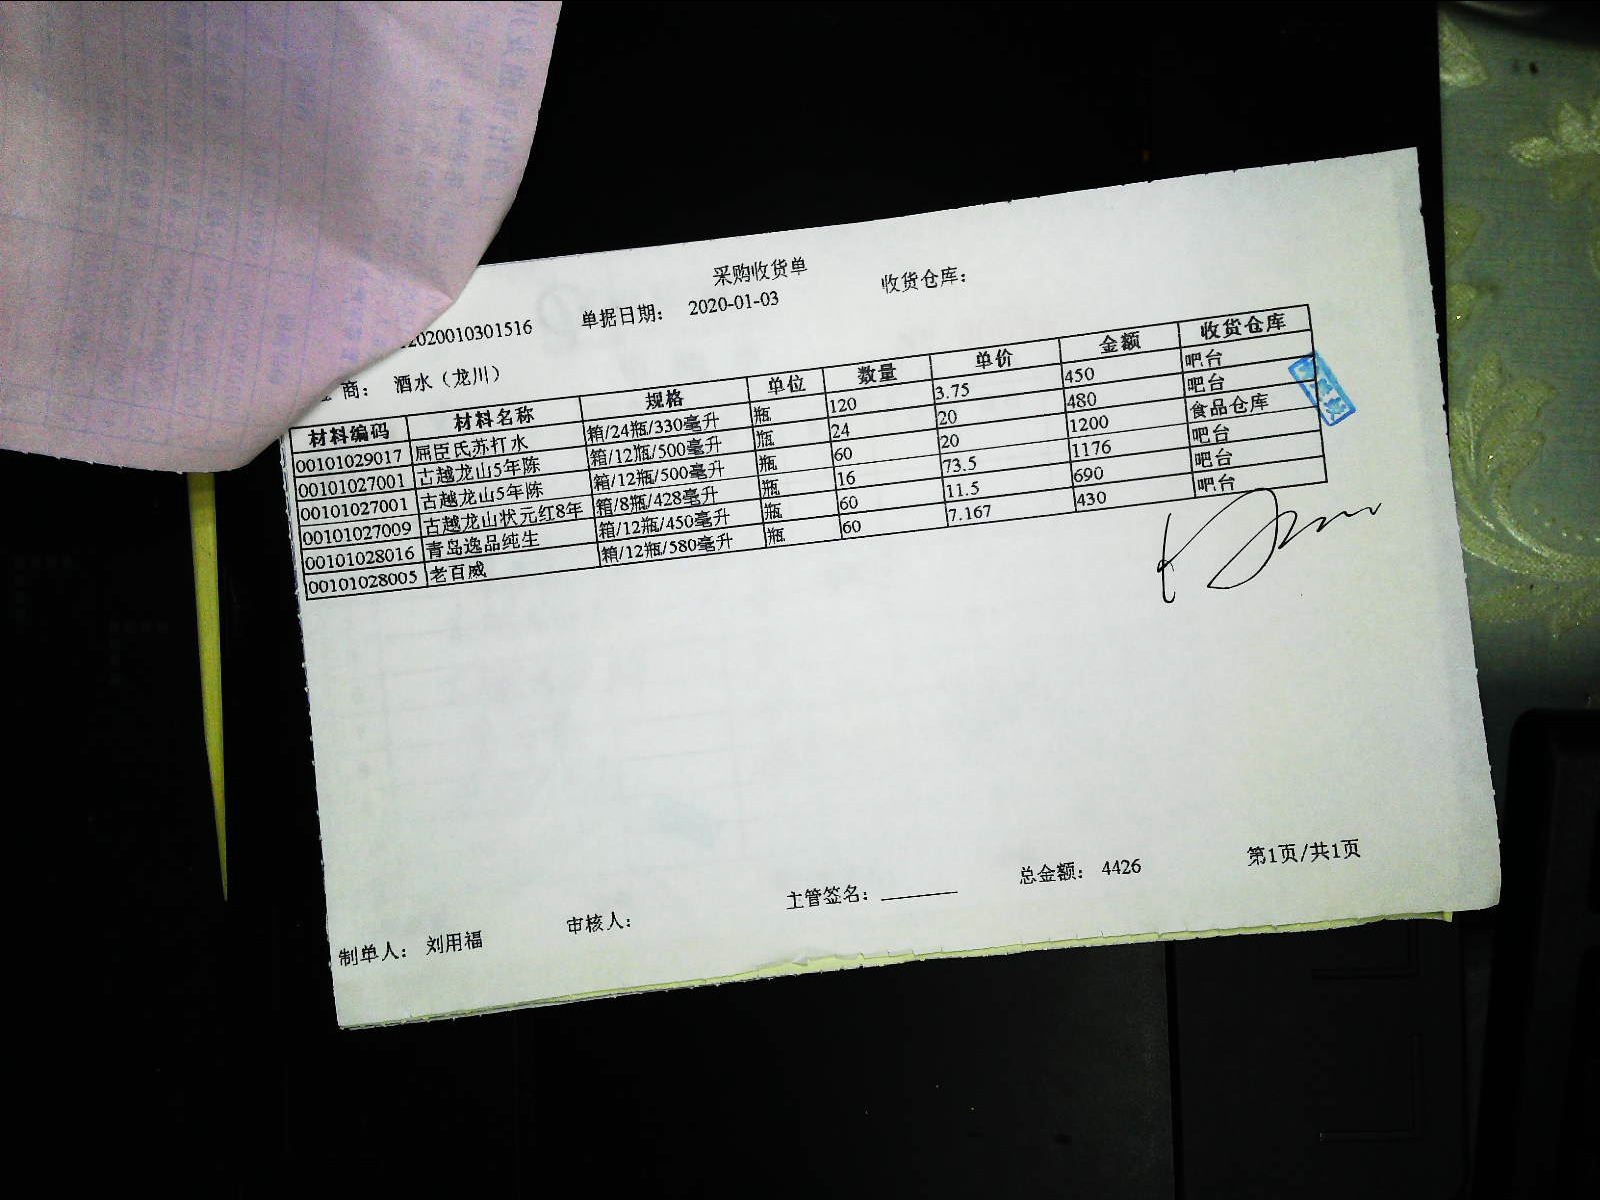 采购收货单
2020010301516 单据日期： 2020-01-03 收货仓库：
商： 酒水（龙川）
材料编码 材料名称 规格 单位 数量 单价 金额 收货仓库
00101029017 屈臣氏苏打水 箱/24瓶/330毫升 瓶 120 3.75 450 吧台
00101027001 古越龙山5年陈 箱/12瓶/500毫升 瓶 24 20 480 吧台
00101027001 古越龙山5年陈 箱/12瓶/500毫升 瓶 60 20 1200 食品仓库
00101027009 古越龙山状元红8年 箱/8瓶/428毫升 瓶 16 73.5 1176 吧台
00101028016 青岛逸品纯生 箱/12瓶/450毫升 瓶 60 11.5 690 吧台
00101028005 老百威 箱/12瓶/580毫升 瓶 60 7.167 430 吧台
制单人： 刘用福 审核人： 主管签名： 总金额： 4426 第1页/共1页